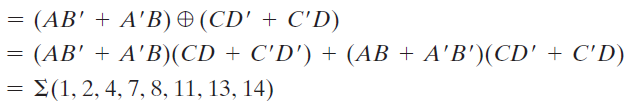 = (AB' + A'B) ⊕ (CD' + C'D)
= (AB' + A'B)(CD + C'D') + (AB + A'B')(CD' + C'D)
= Σ(1, 2, 4, 7, 8, 11, 13, 14)